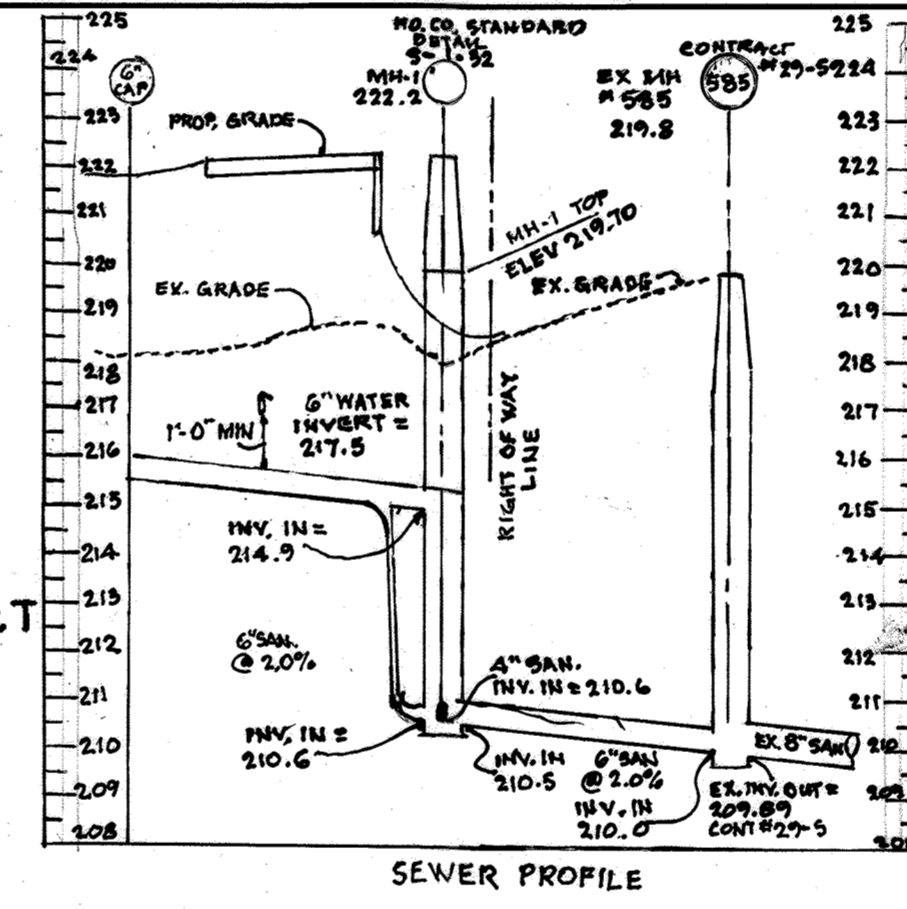 225
224
223
222
221
220
219
218
217
216
215
214
213
212
211
210
209
208
6"
CAP
MO. CO. STANDARD
DETAIL
MH-1
222.2
EX MH
# 585
219.8
CONTRACT
#29-5224
585
225
224
223
222
221
220
219
218
217
216
215
214
213
212
211
210
209
PROP. GRADE
MH-1 TOP
ELEV 219.70
EX. GRADE
EX. GRADE
6" WATER
INVERT =
217.5
1'-0" MIN
RIGHT OF WAY
LINE
INV. IN =
214.9
6" SAN.
@ 2.0%
4" SAN.
INV. IN = 210.6
INV. IN =
210.6
INV. IN
210.5
6" SAN
@ 2.0%
INV. IN
210.0
EX. 8" SAN
EX. INV. OUT =
209.89
CONT #29-5
SEWER PROFILE